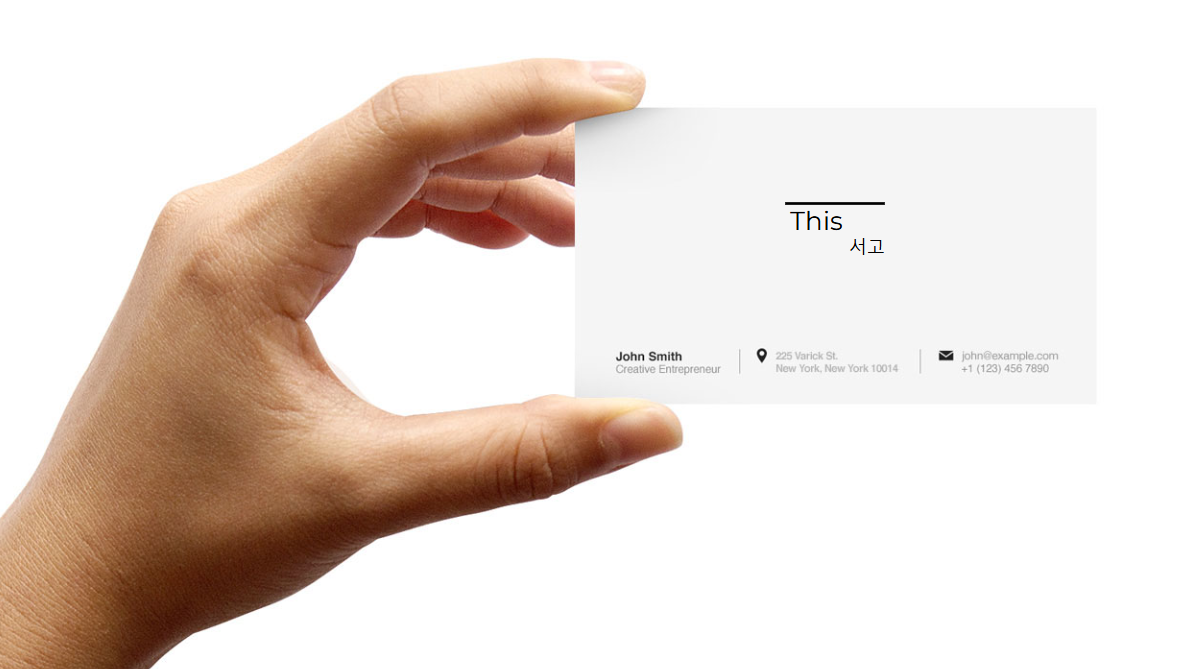 This
서고
John Smith
Creative Entrepreneur
225 Varick St.
New York, New York 10014
john@example.com
+1 (123) 456 7890